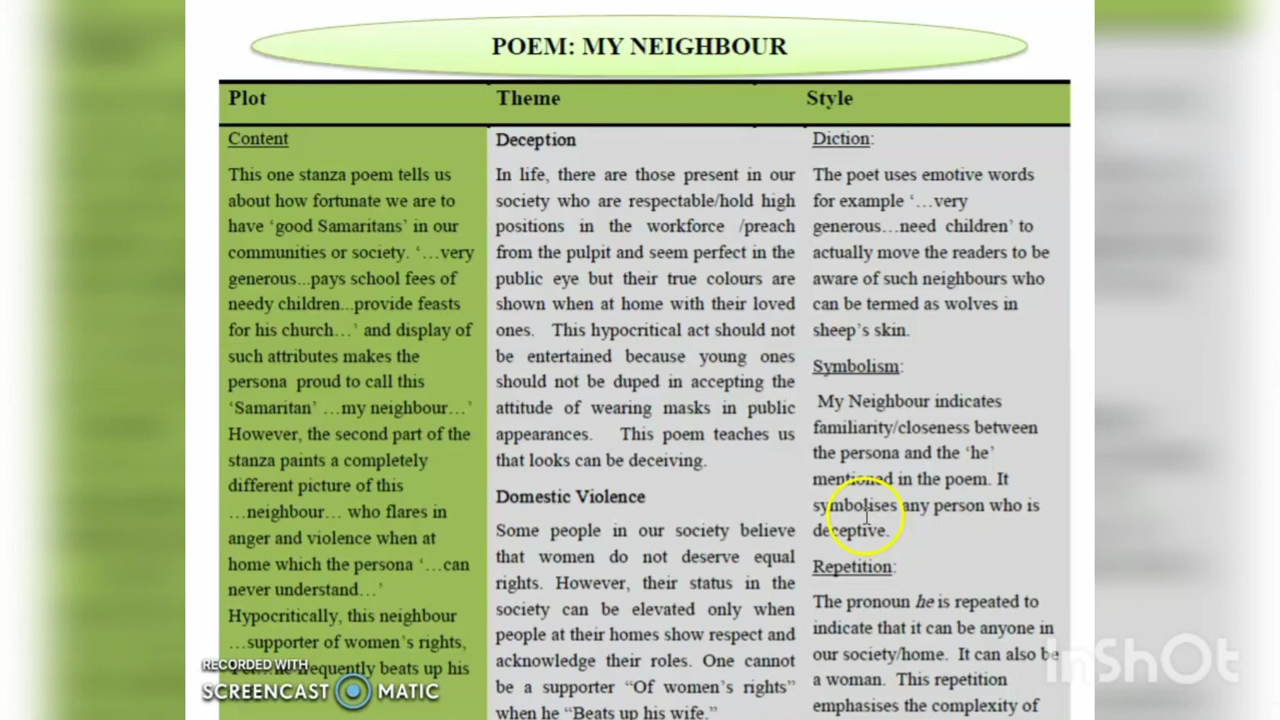 POEM: MY NEIGHBOUR
Plot
Theme
Style
Content
This one stanza poem tells us
about how fortunate we are to
have ‘good Samaritans’ in our
communities or society. ‘…very
generous...pays school fees of
needy children...provide feasts
for his church…’ and display of
such attributes makes the
persona proud to call this
‘Samaritan’ …my neighbour…’
However, the second part of the
stanza paints a completely
different picture of this
…neighbour… who flares in
anger and violence when at
home which the persona ‘…can
never understand…’
Hypocritically, this neighbour
…supporter of women’s rights,
he frequently beats up his
Deception
In life, there are those present in our
society who are respectable/hold high
positions in the workforce /preach
from the pulpit and seem perfect in the
public eye but their true colours are
shown when at home with their loved
ones. This hypocritical act should not
be entertained because young ones
should not be duped in accepting the
attitude of wearing masks in public
appearances. This poem teaches us
that looks can be deceiving.
Domestic Violence
Some people in our society believe
that women do not deserve equal
rights. However, their status in the
society can be elevated only when
people at their homes show respect and
acknowledge their roles. One cannot
be a supporter “Of women’s rights”
when he “Beats up his wife.”
Diction:
The poet uses emotive words
for example ‘…very
generous…need children’ to
actually move the readers to be
aware of such neighbours who
can be termed as wolves in
sheep’s skin.
Symbolism:
My Neighbour indicates
familiarity/closeness between
the persona and the ‘he’
mentioned in the poem. It
symbolises any person who is
deceptive.
Repetition:
The pronoun he is repeated to
indicate that it can be anyone in
our society/home. It can also be
a woman. This repetition
emphasises the complexity of
RECORDED WITH
SCREENCAST MATIC
InShOt